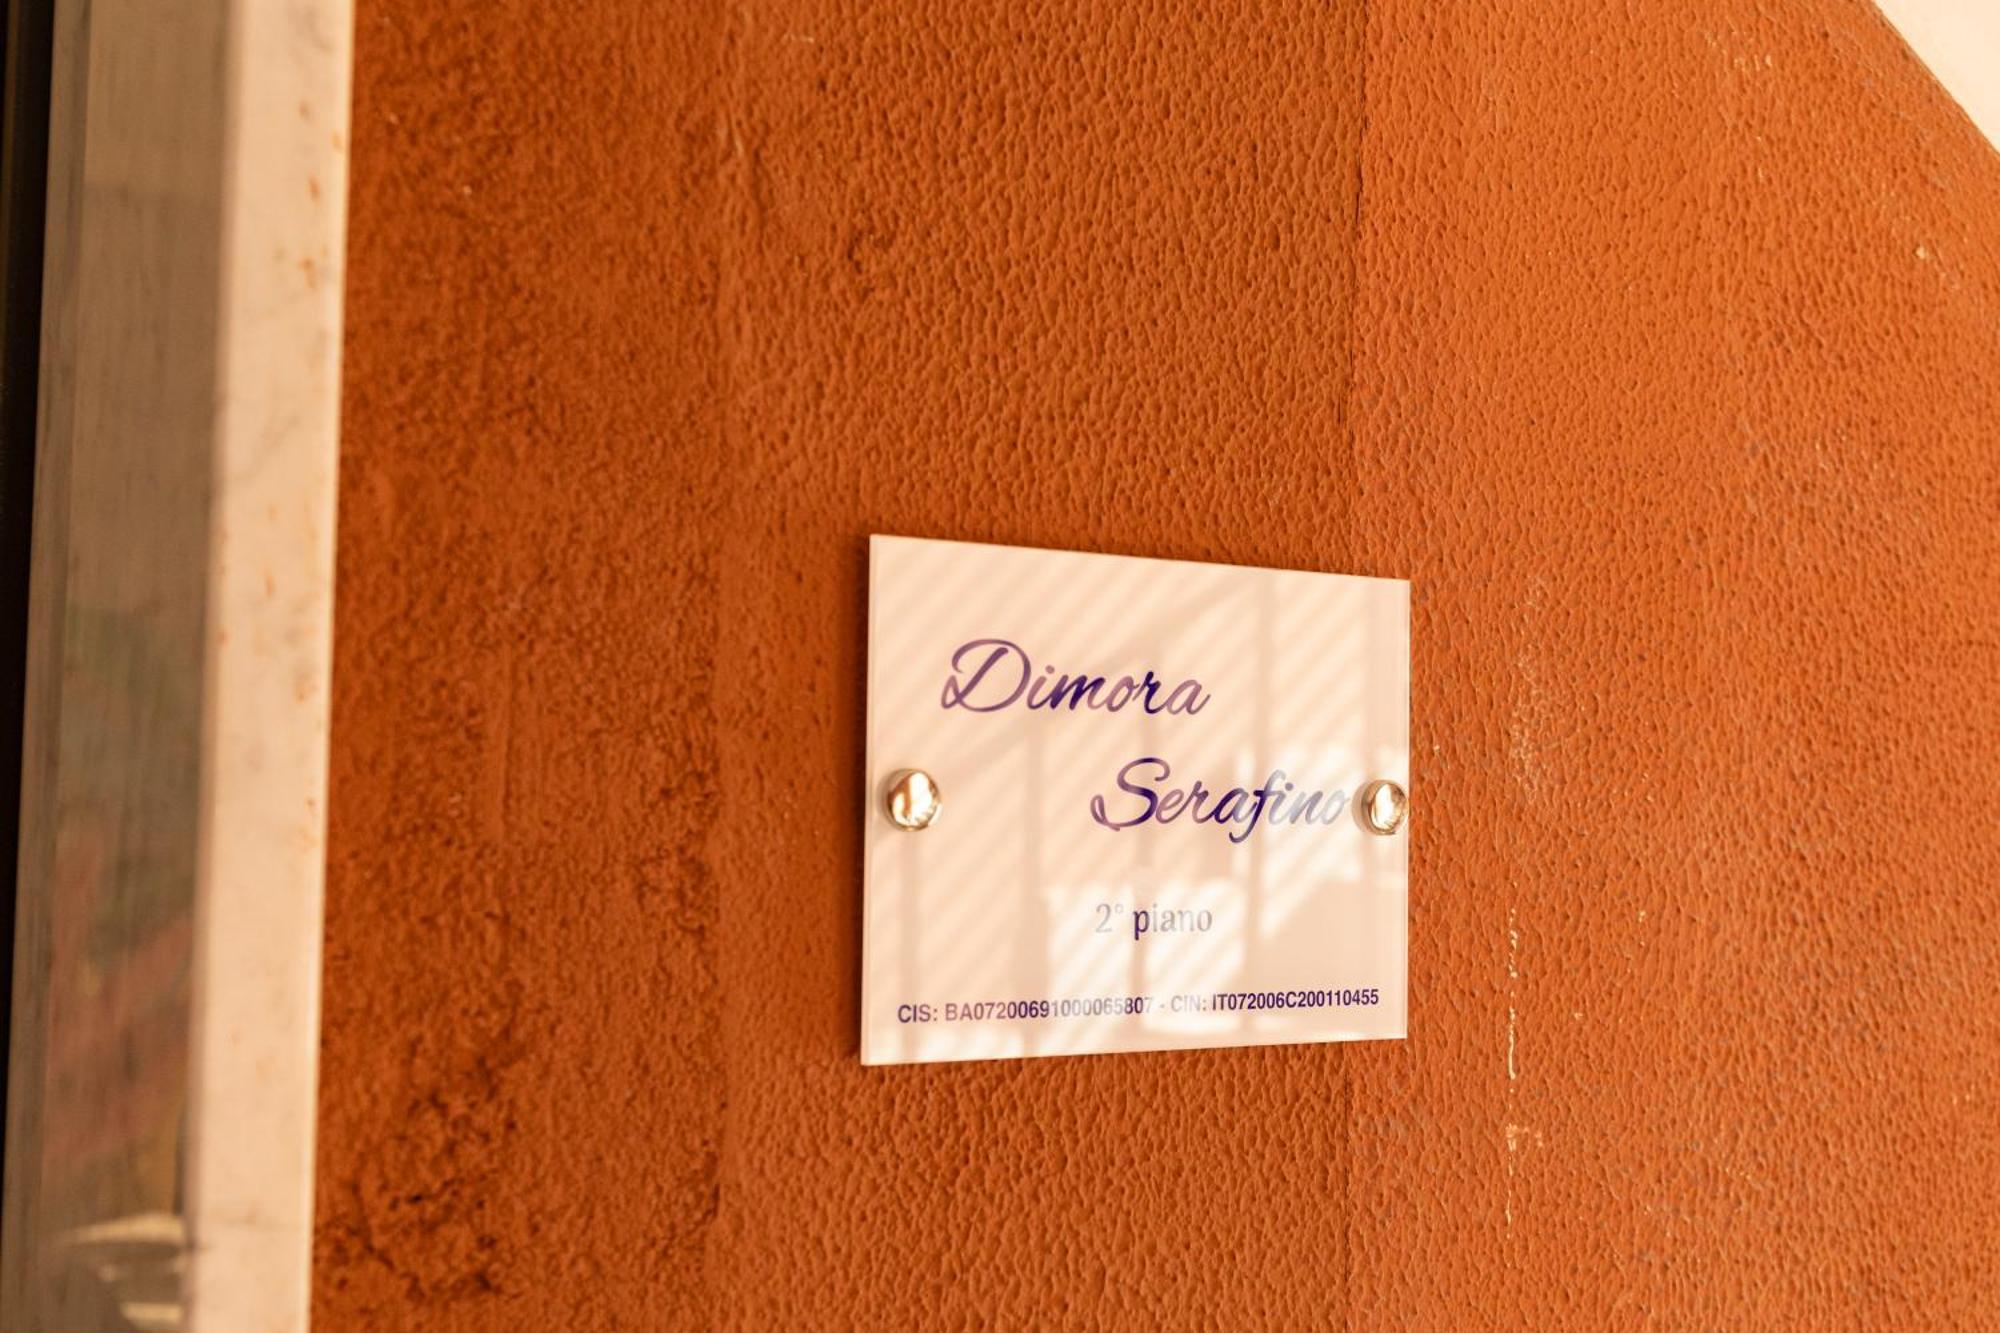 Dimora
Serafino
2° piano
CIS: BA07200691000065807 - CIN: IT072006C200110455